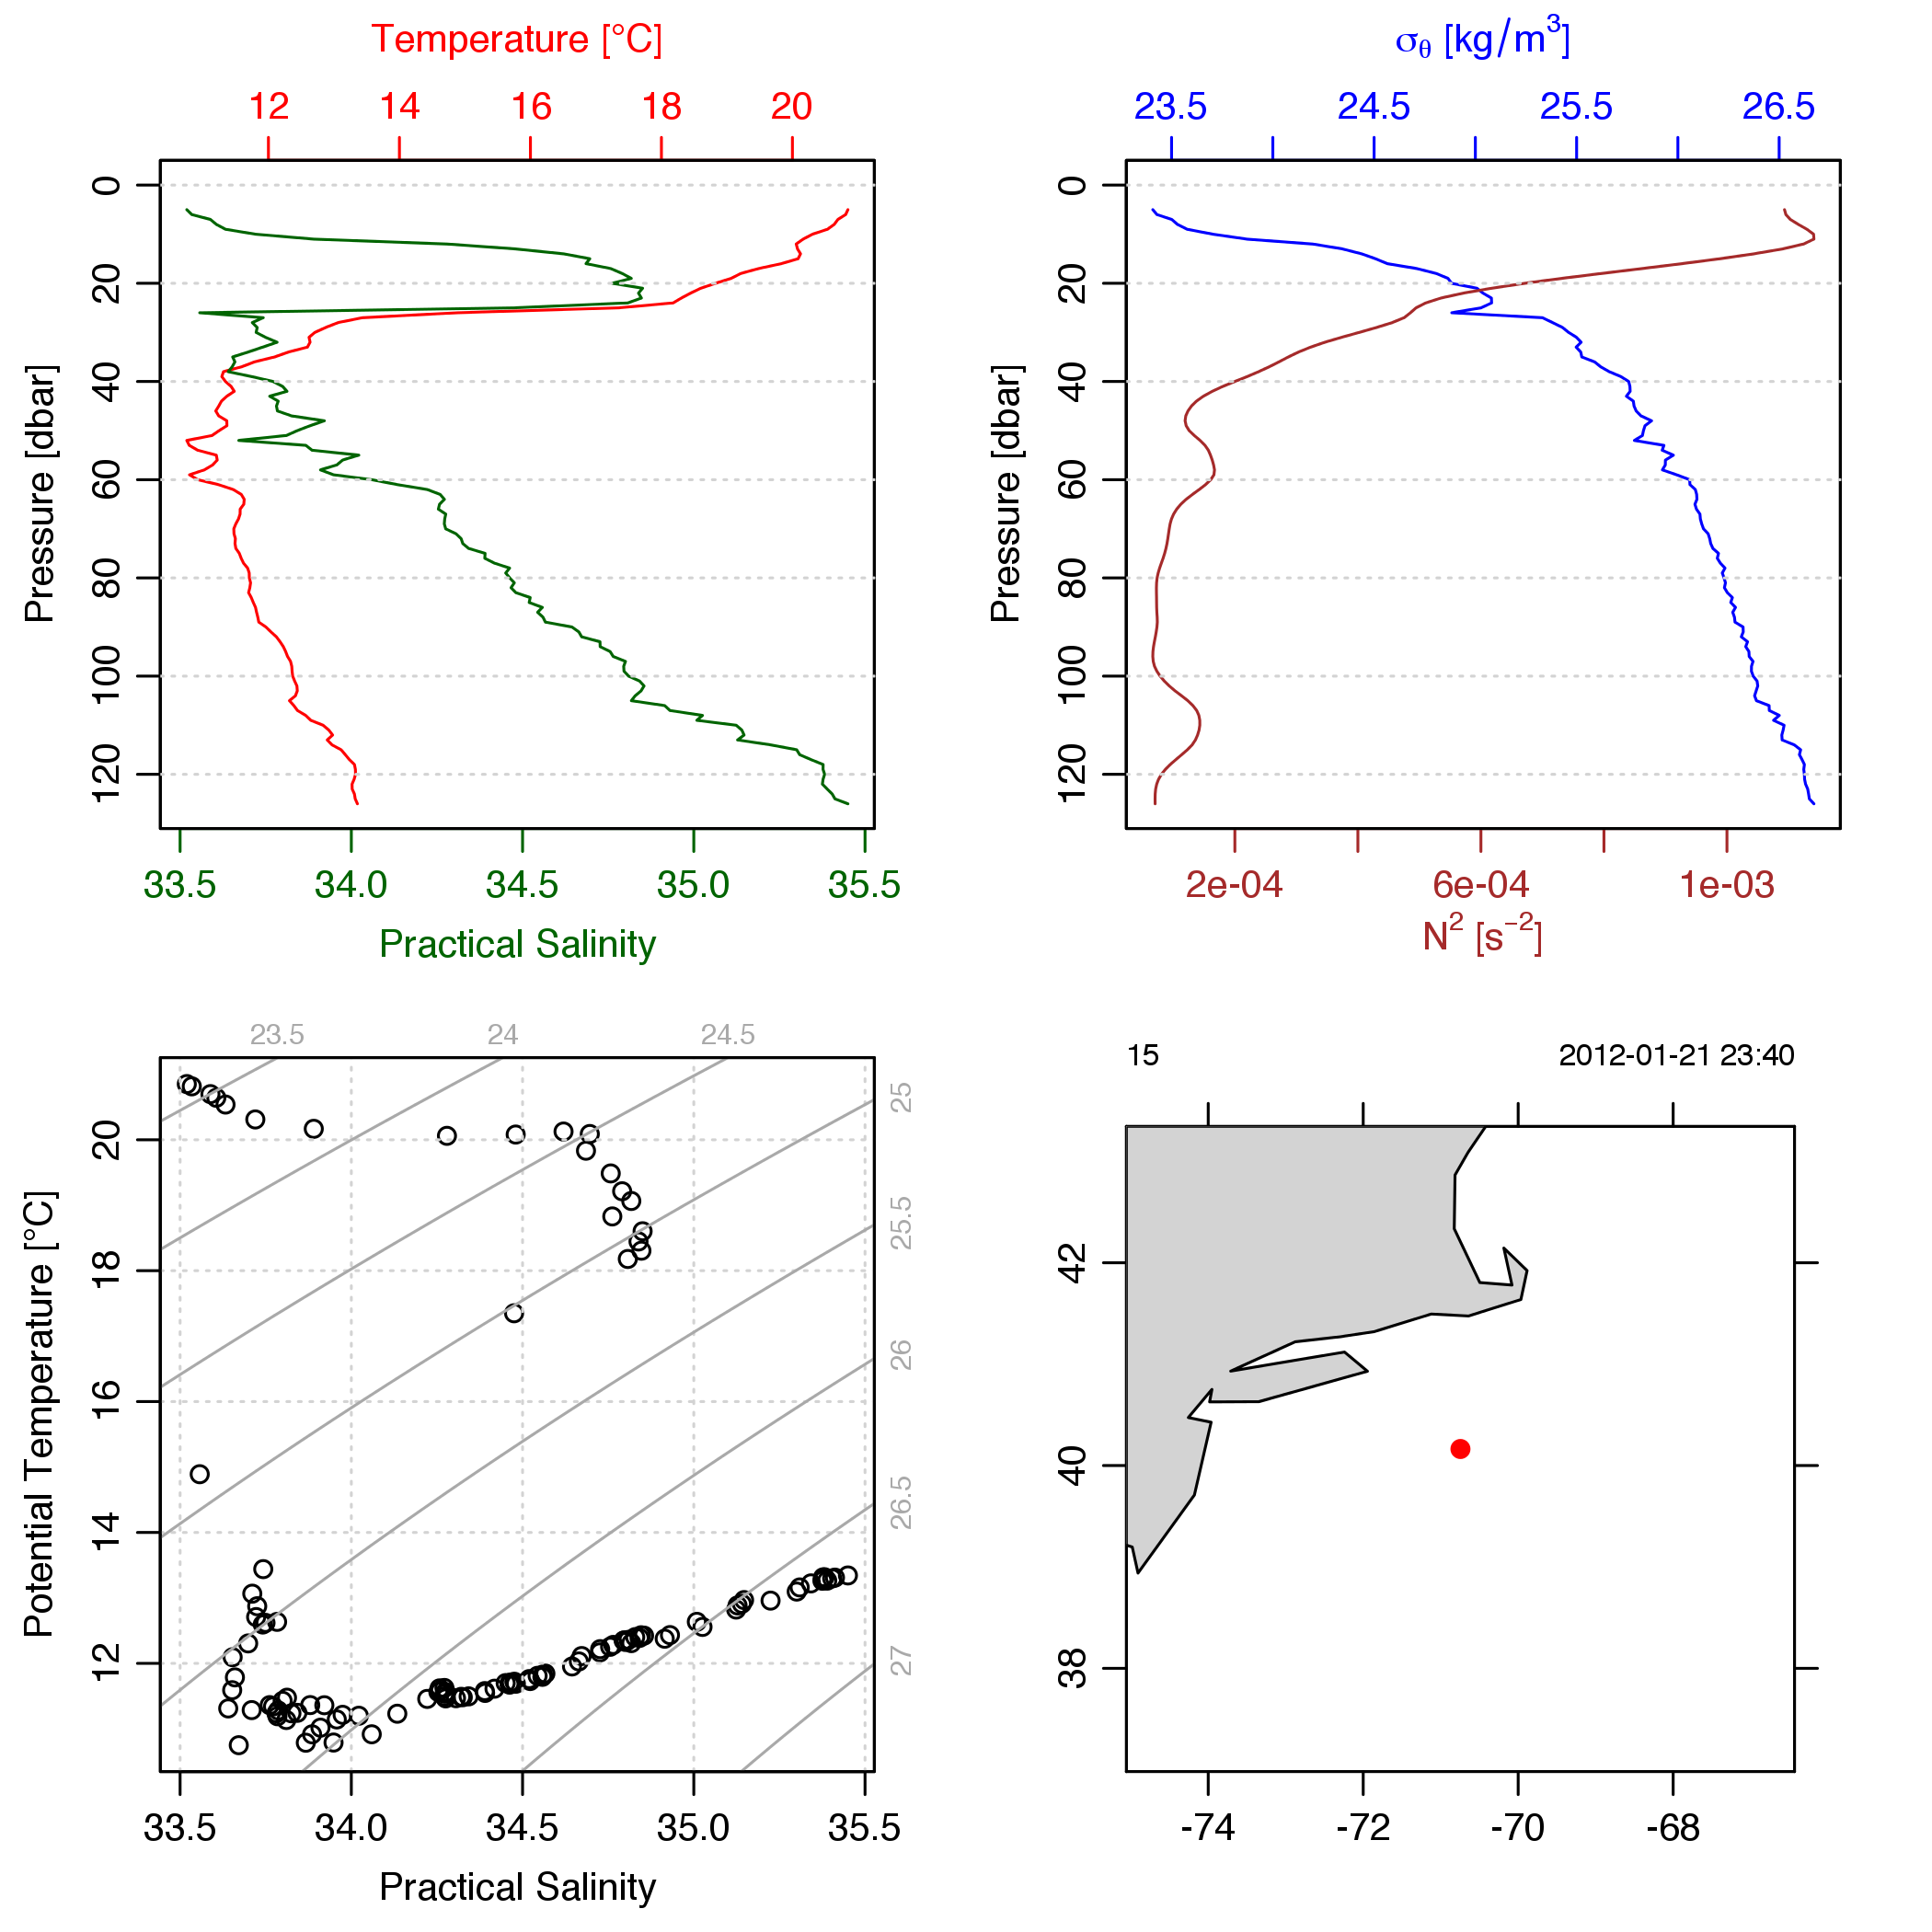 Temperature [°C]
12 14 16 18 20
0
20
40
60
80
100
120
Pressure [dbar]
33.5 34.0 34.5 35.0 35.5
Practical Salinity
σθ [kg/m³]
23.5 24.5 25.5 26.5
0
20
40
60
80
100
120
Pressure [dbar]
2e-04 6e-04 1e-03
N² [s⁻²]
23.5 24 24.5
25
25.5
26
26.5
27
20
18
16
14
12
Potential Temperature [°C]
33.5 34.0 34.5 35.0 35.5
Practical Salinity
15 2012-01-21 23:40
42
40
38
-74 -72 -70 -68